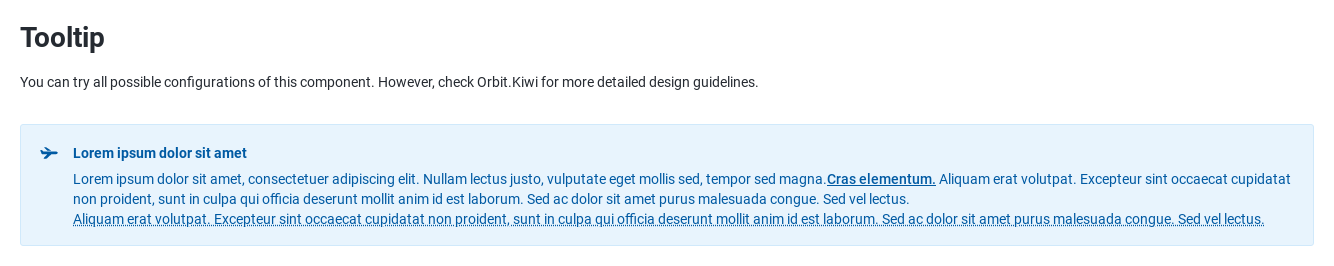 Tooltip
You can try all possible configurations of this component. However, check Orbit.Kiwi for more detailed design guidelines.
Lorem ipsum dolor sit amet
Lorem ipsum dolor sit amet, consectetuer adipiscing elit. Nullam lectus justo, vulputate eget mollis sed, tempor sed magna.Cras elementum. Aliquam erat volutpat. Excepteur sint occaecat cupidatat
non proident, sunt in culpa qui officia deserunt mollit anim id est laborum. Sed ac dolor sit amet purus malesuada congue. Sed vel lectus.
Aliquam erat volutpat. Excepteur sint occaecat cupidatat non proident, sunt in culpa qui officia deserunt mollit anim id est laborum. Sed ac dolor sit amet purus malesuada congue. Sed vel lectus.